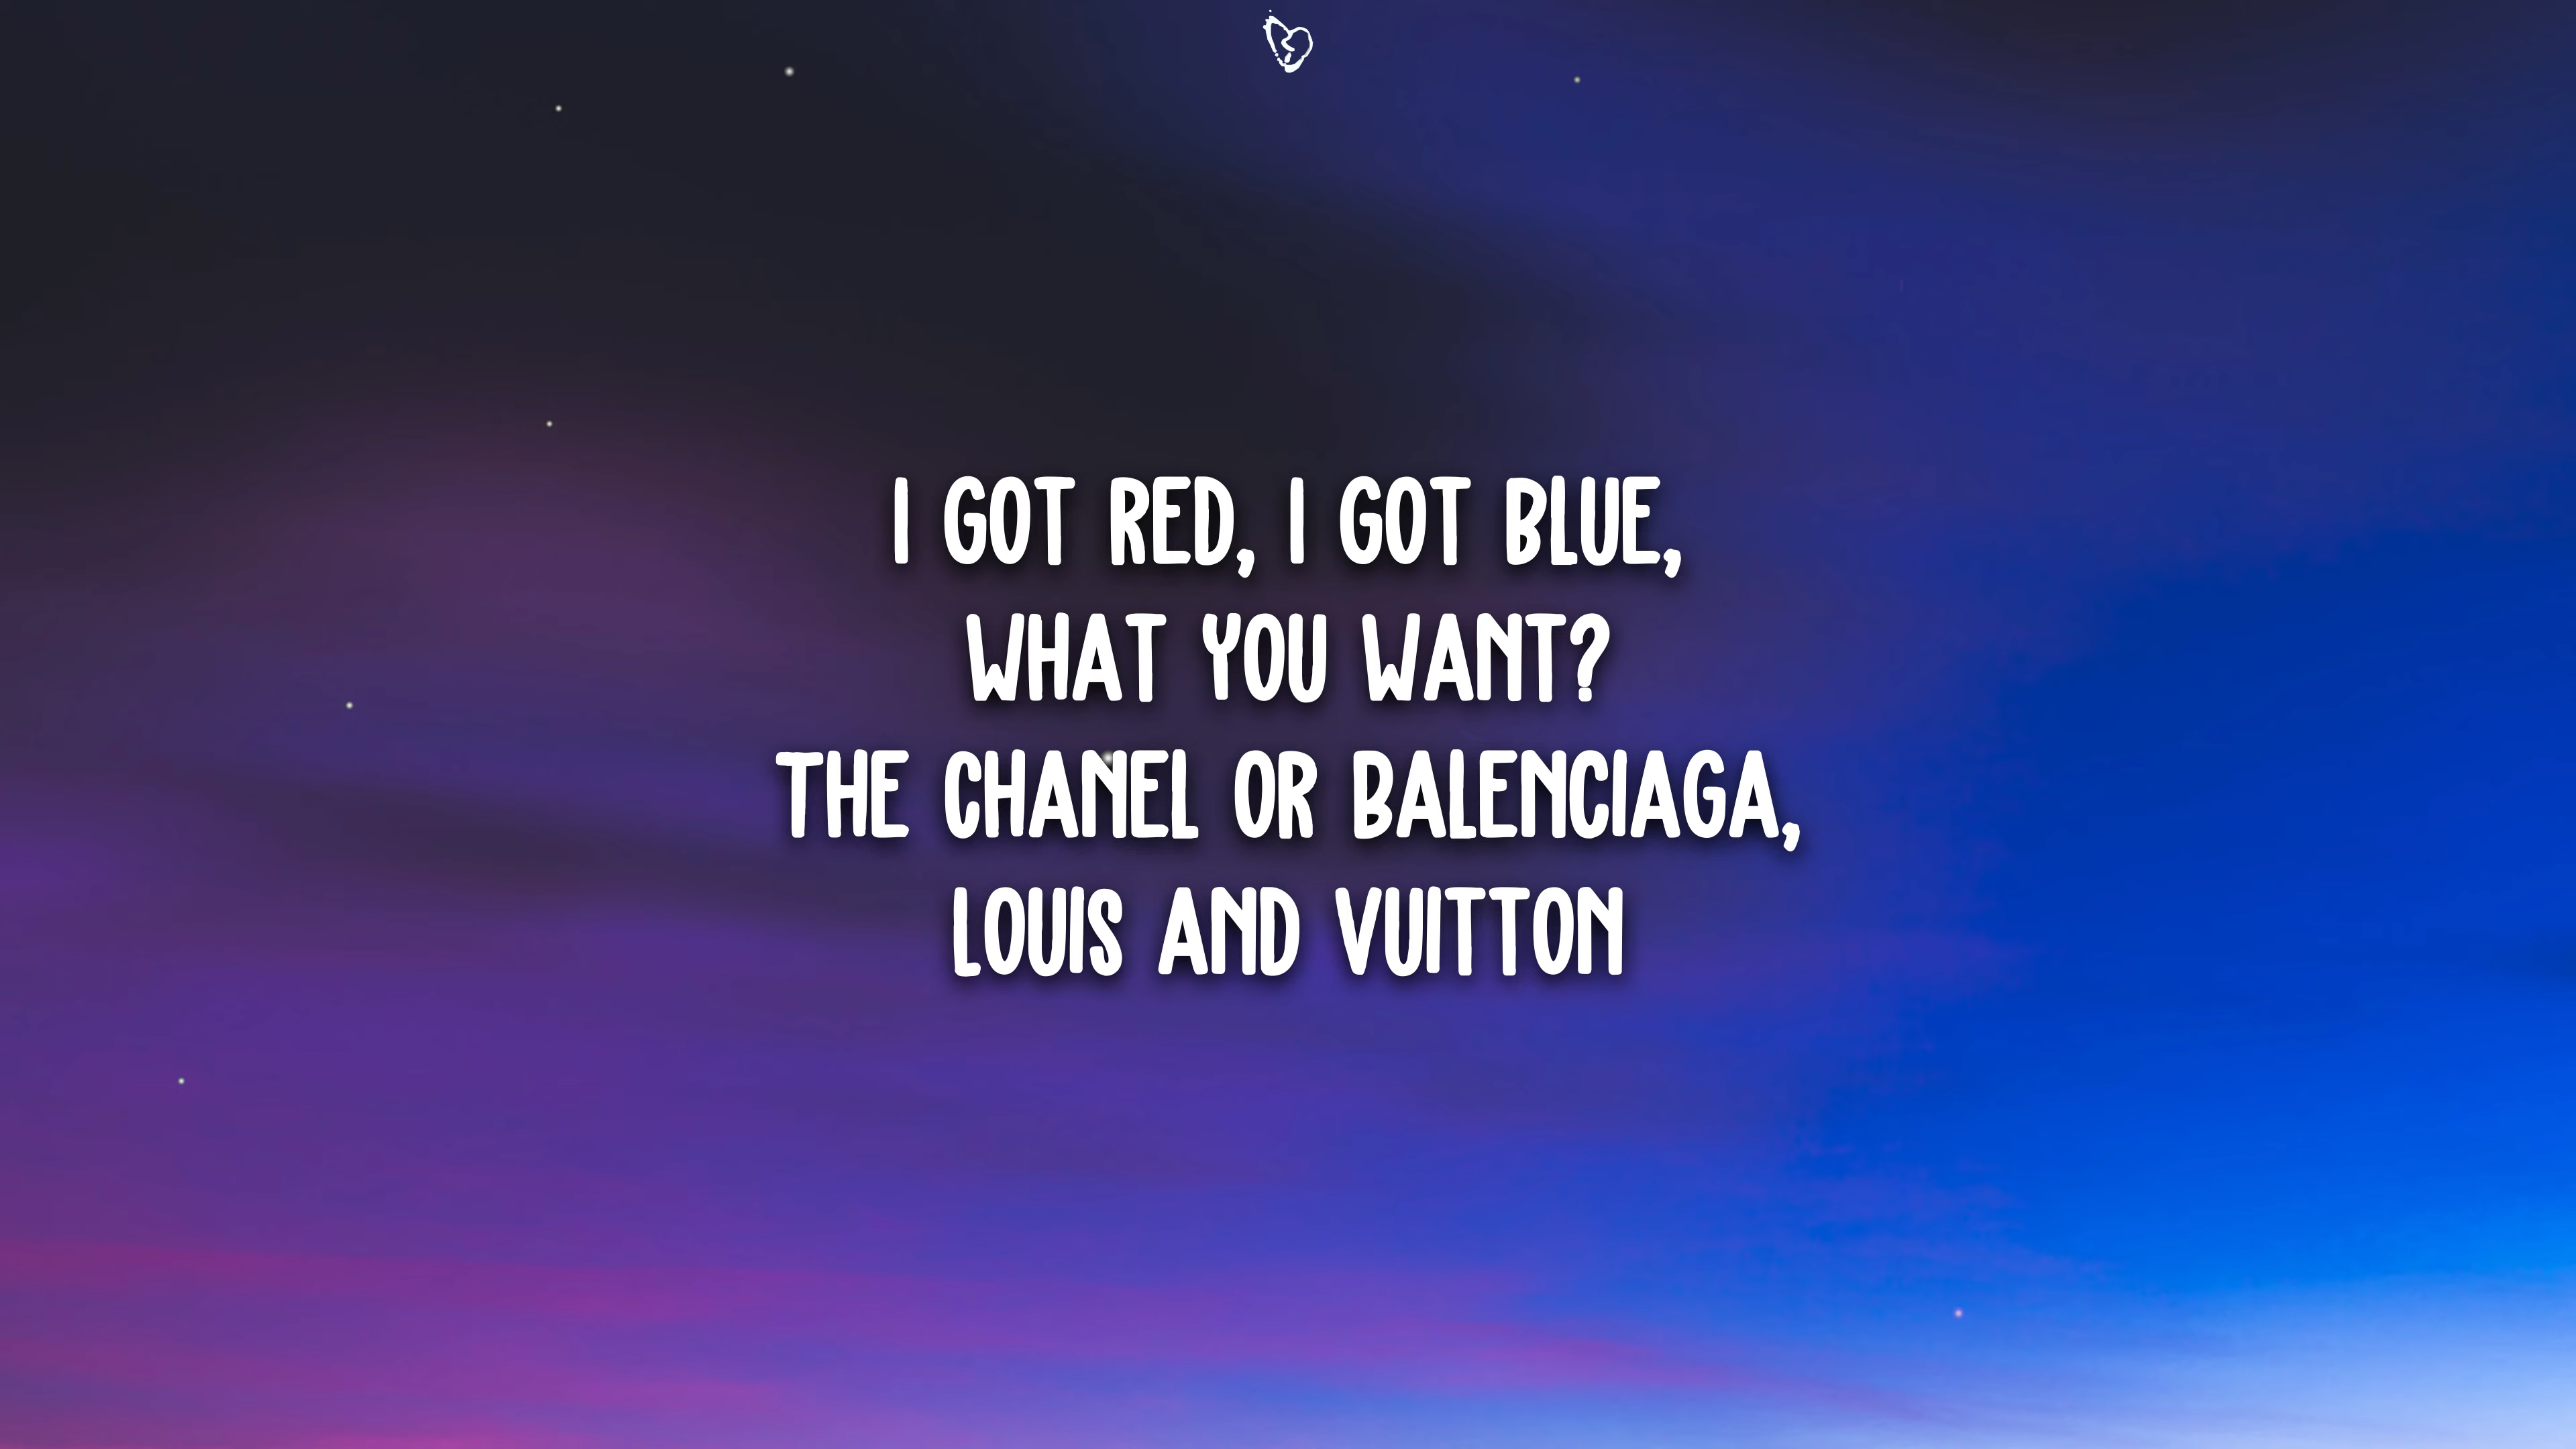 I GOT RED, I GOT BLUE,
WHAT YOU WANT?
THE CHANEL OR BALENCIAGA,
LOUIS AND VUITTON